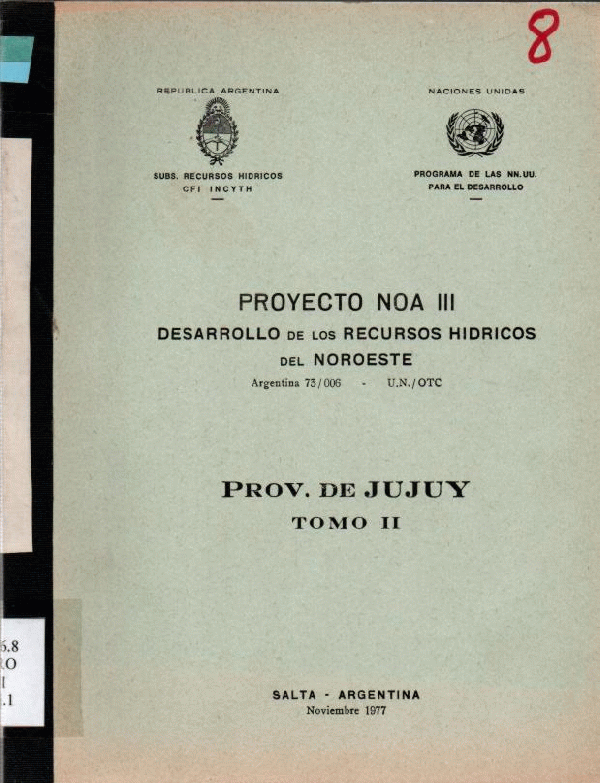 8
REPUBLICA ARGENTINA
NACIONES UNIDAS
SUBS. RECURSOS HIDRICOS
CFI INCYTH
PROGRAMA DE LAS NN.UU.
PARA EL DESARROLLO
PROYECTO NOA III
DESARROLLO DE LOS RECURSOS HIDRICOS
DEL NOROESTE
Argentina 73/006 - U.N./OTC
PROV. DE JUJUY
TOMO II
SALTA - ARGENTINA
Noviembre 1977
.8
O
I
.1